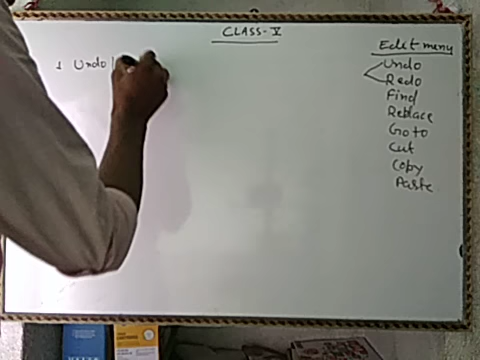 CLASS-V
1 Undo
Edit menu
Undo
Redo
Find
Replace
Go to
Cut
Copy
Paste